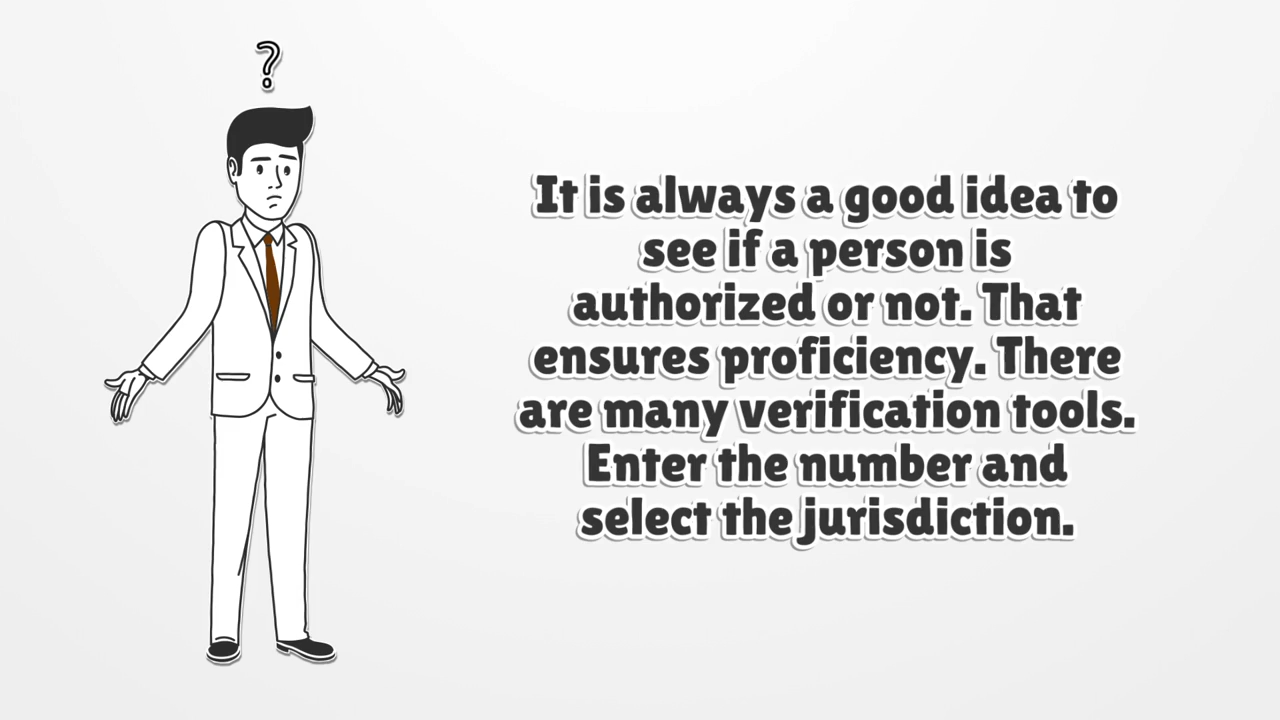 ?
It is always a good idea to
see if a person is
authorized or not. That
ensures proficiency. There
are many verification tools.
Enter the number and
select the jurisdiction.